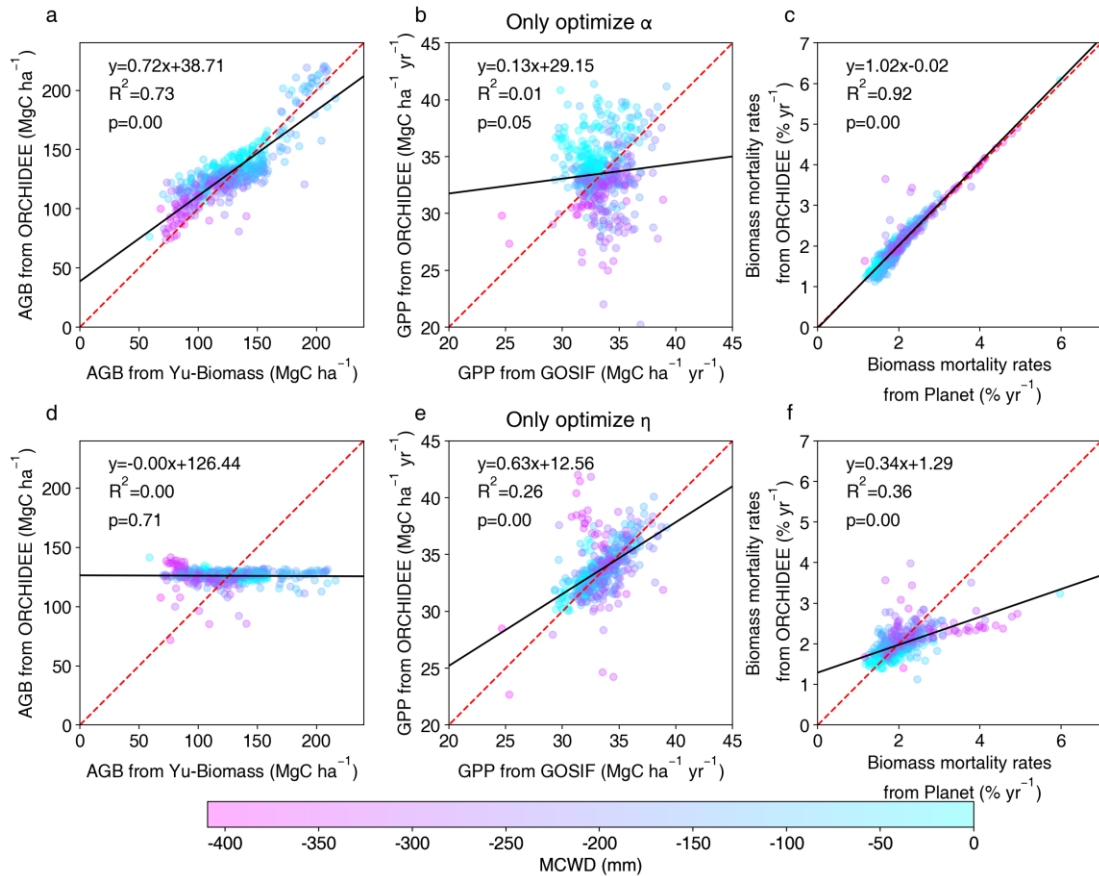 a
b
Only optimize α
c
y=0.72x+38.71
R²=0.73
p=0.00
200
150
100
50
0
0 50 100 150 200
AGB from ORCHIDEE (MgC ha⁻¹)
AGB from Yu-Biomass (MgC ha⁻¹)
y=0.13x+29.15
R²=0.01
p=0.05
45
40
35
30
25
20
20 25 30 35 40 45
GPP from ORCHIDEE (MgC ha⁻¹ yr⁻¹)
GPP from GOSIF (MgC ha⁻¹ yr⁻¹)
y=1.02x-0.02
R²=0.92
p=0.00
7
6
5
4
3
2
1
0
0 2 4 6
Biomass mortality rates
from ORCHIDEE (% yr⁻¹)
Biomass mortality rates
from Planet (% yr⁻¹)
d
e
Only optimize η
f
y=-0.00x+126.44
R²=0.00
p=0.71
200
150
100
50
0
0 50 100 150 200
AGB from ORCHIDEE (MgC ha⁻¹)
AGB from Yu-Biomass (MgC ha⁻¹)
y=0.63x+12.56
R²=0.26
p=0.00
45
40
35
30
25
20
20 25 30 35 40 45
GPP from ORCHIDEE (MgC ha⁻¹ yr⁻¹)
GPP from GOSIF (MgC ha⁻¹ yr⁻¹)
y=0.34x+1.29
R²=0.36
p=0.00
7
6
5
4
3
2
1
0
0 2 4 6
Biomass mortality rates
from ORCHIDEE (% yr⁻¹)
Biomass mortality rates
from Planet (% yr⁻¹)
-400 -350 -300 -250 -200 -150 -100 -50 0
MCWD (mm)